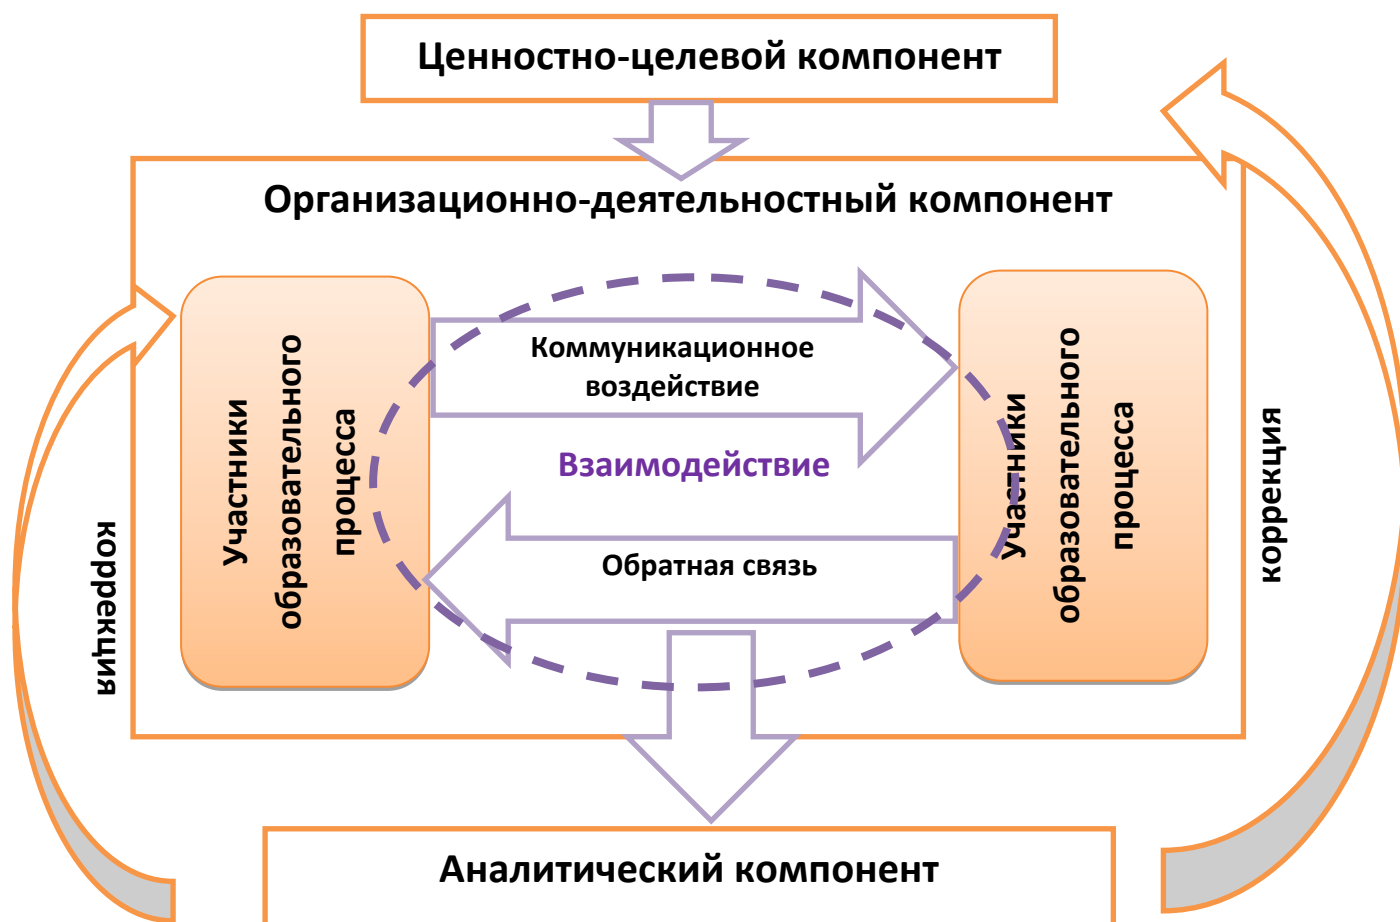 Ценностно-целевой компонент
Организационно-деятельностный компонент
Участники
образовательного
процесса
Коммуникационное
воздействие
Взаимодействие
Обратная связь
Участники
образовательного
процесса
коррекция
коррекция
Аналитический компонент